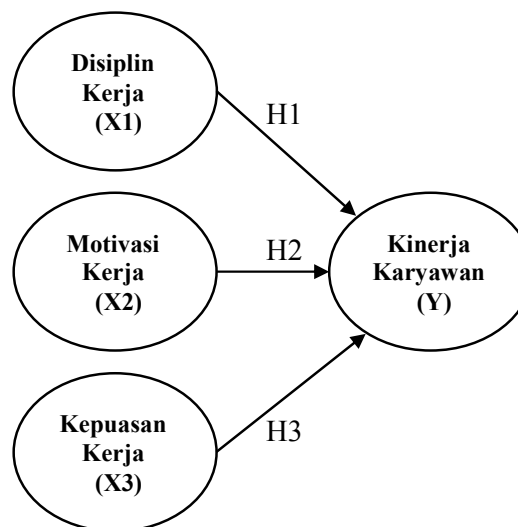 Disiplin
Kerja
(X1)
H1
Motivasi
Kerja
(X2)
H2
Kinerja
Karyawan
(Y)
Kepuasan
Kerja
(X3)
H3